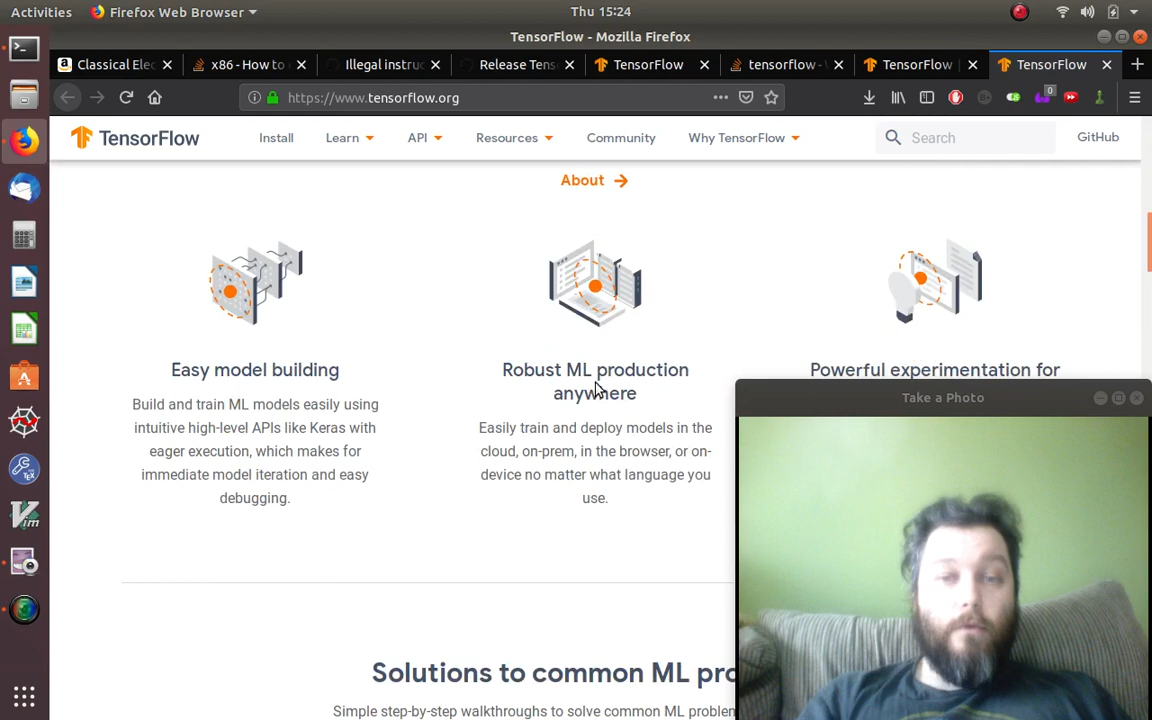 Activities Firefox Web Browser Thu 15:24
TensorFlow - Mozilla Firefox
Classical Ele x86 - How to Illegal instruc Release Tens TensorFlow tensorflow - TensorFlow | TensorFlow
https://www.tensorflow.org 0
TensorFlow Install Learn API Resources Community Why TensorFlow Search GitHub
About
Easy model building
Build and train ML models easily using
intuitive high-level APIs like Keras with
eager execution, which makes for
immediate model iteration and easy
debugging.
Robust ML production
anywhere
Easily train and deploy models in the
cloud, on-prem, in the browser, or on-
device no matter what language you
use.
Powerful experimentation for
Take a Photo
Solutions to common ML pro
Simple step-by-step walkthroughs to solve common ML problem